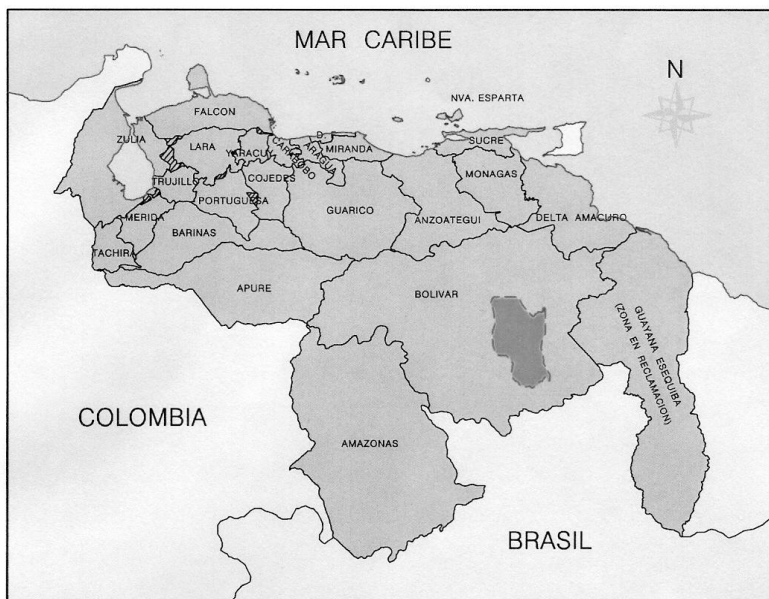 MAR CARIBE
N
NVA. ESPARTA
FALCON
ZULIA
LARA
YARACUY
CARABOBO
ARAGUA
D.
MIRANDA
SUCRE
TRUJILLO
COJEDES
MONAGAS
PORTUGUESA
GUARICO
MERIDA
ANZOATEGUI
DELTA AMACURO
BARINAS
TACHIRA
APURE
BOLIVAR
GUAYANA ESEQUIBA
(ZONA EN RECLAMACION)
COLOMBIA
AMAZONAS
BRASIL